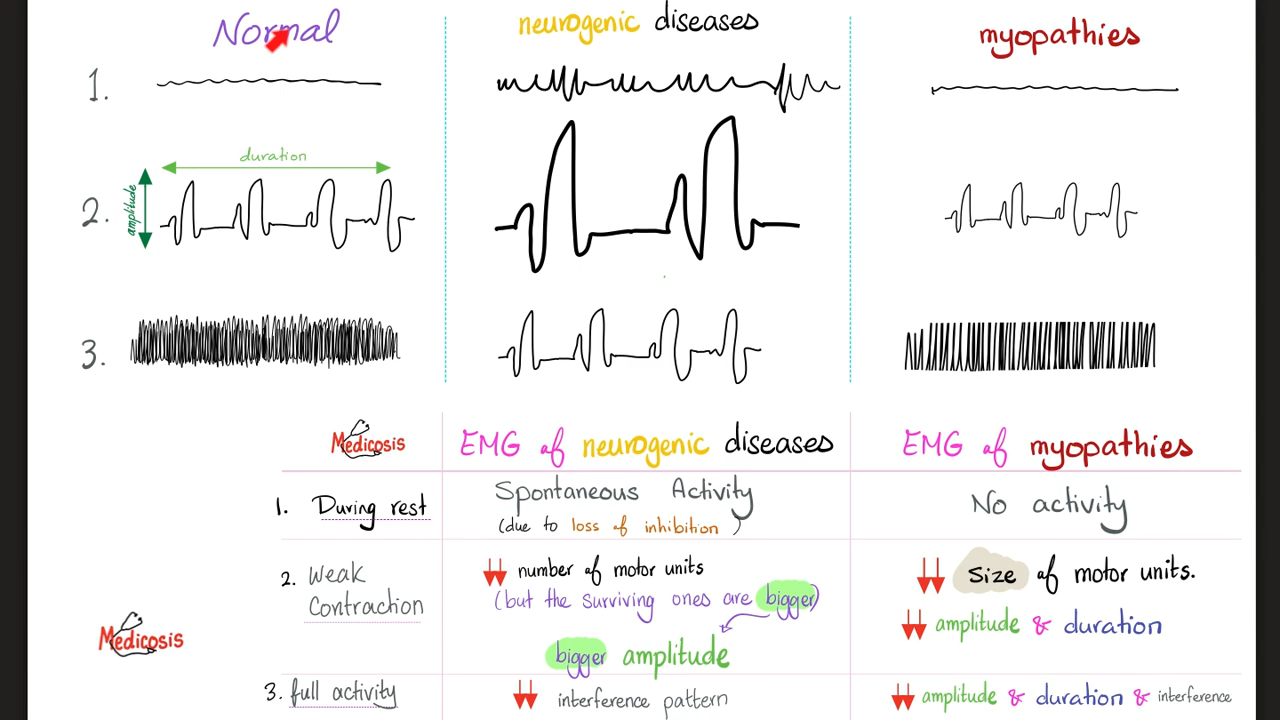 Normal
neurogenic diseases
myopathies
1.
duration
amplitude
2.
3.
Medicosis
EMG of neurogenic diseases
EMG of myopathies
1. During rest
Spontaneous Activity
(due to loss of inhibition)
No activity
2. Weak
Contraction
number of motor units
(but the surviving ones are bigger)
bigger amplitude
Size of motor units.
amplitude & duration
Medicosis
3. full activity
interference pattern
amplitude & duration & interference